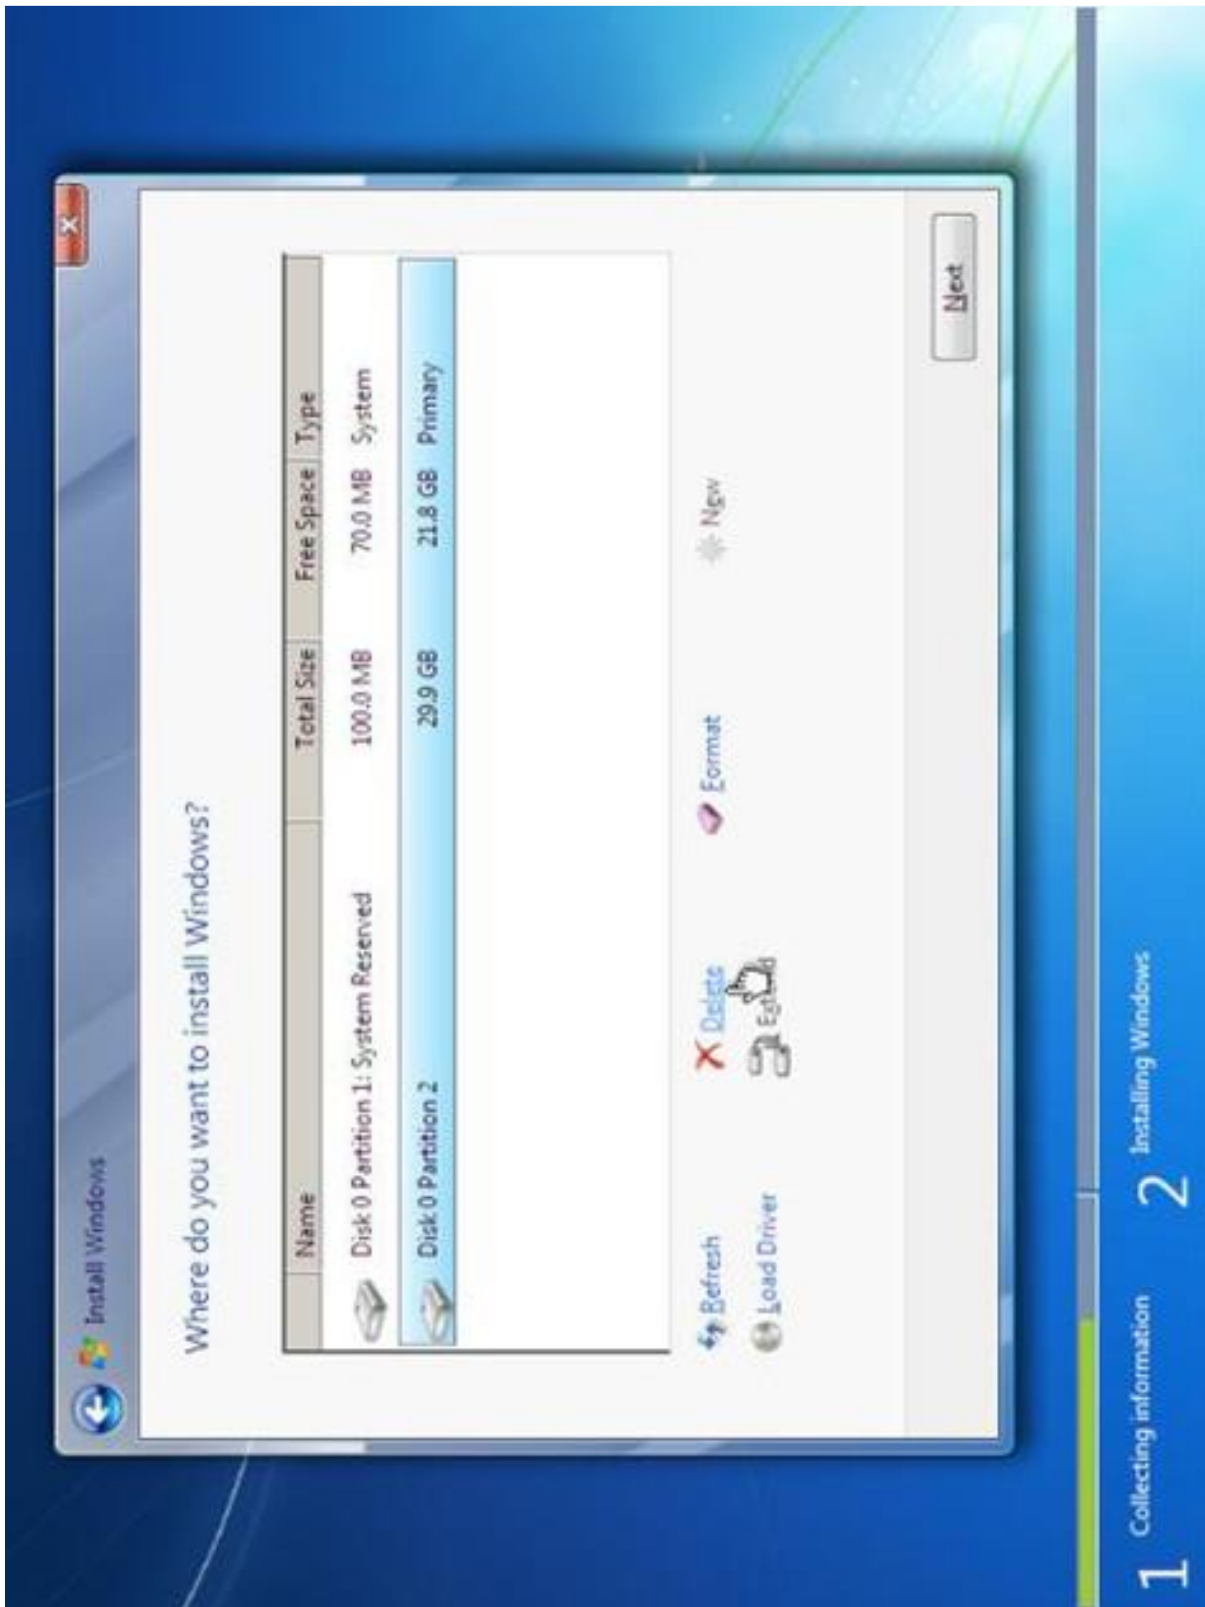 Install Windows
Where do you want to install Windows?
Name Total Size Free Space Type
Disk 0 Partition 1: System Reserved 100.0 MB 70.0 MB System
Disk 0 Partition 2 29.9 GB 21.8 GB Primary
Refresh Delete Format New
Load Driver Extend
Next
1 Collecting information 2 Installing Windows